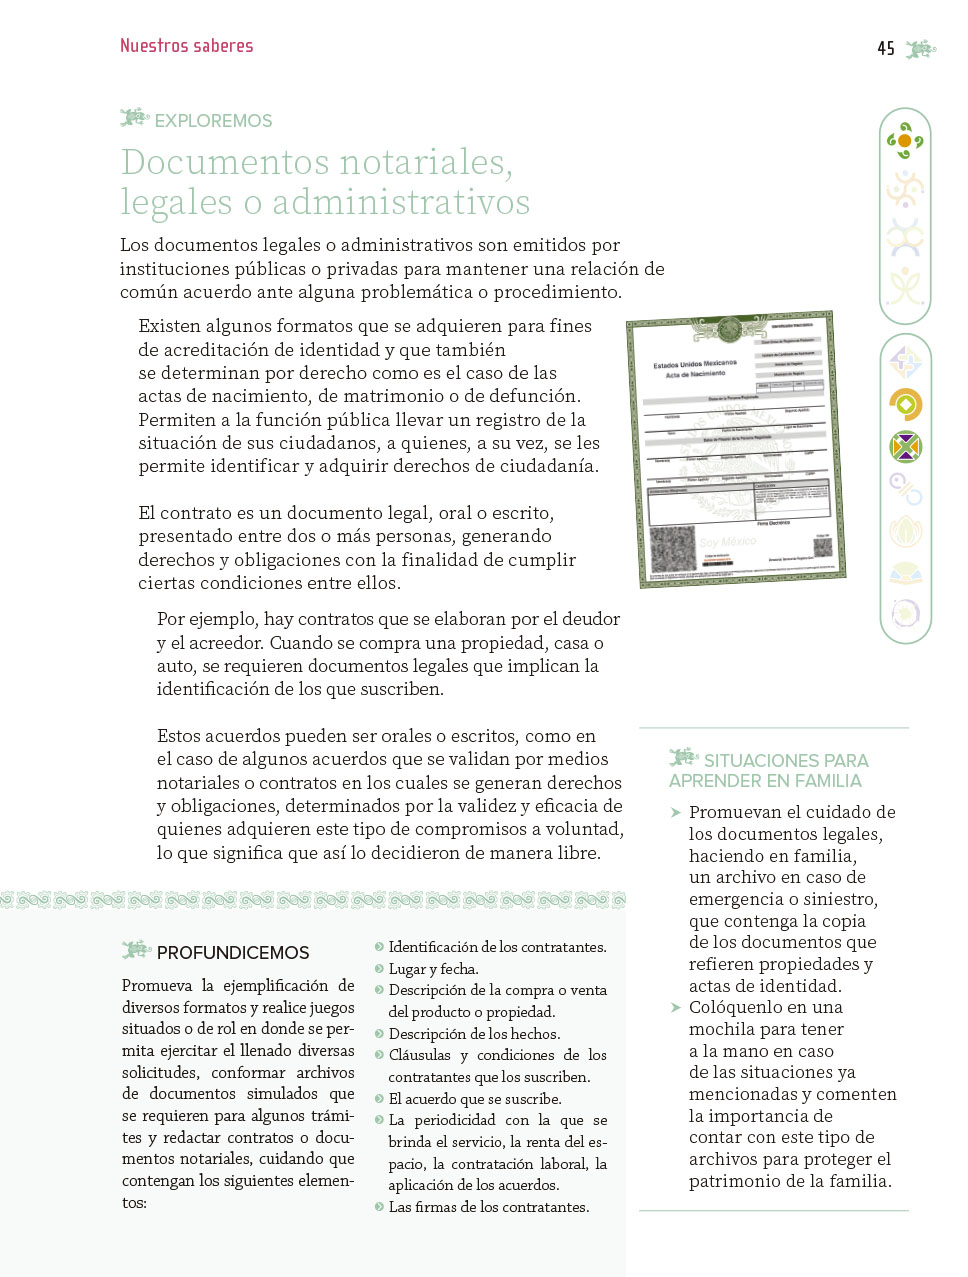 Nuestros saberes
45
EXPLOREMOS
Documentos notariales,
legales o administrativos
Los documentos legales o administrativos son emitidos por
instituciones públicas o privadas para mantener una relación de
común acuerdo ante alguna problemática o procedimiento.
Existen algunos formatos que se adquieren para fines
de acreditación de identidad y que también
se determinan por derecho como es el caso de las
actas de nacimiento, de matrimonio o de defunción.
Permiten a la función pública llevar un registro de la
situación de sus ciudadanos, a quienes, a su vez, se les
permite identificar y adquirir derechos de ciudadanía.
El contrato es un documento legal, oral o escrito,
presentado entre dos o más personas, generando
derechos y obligaciones con la finalidad de cumplir
ciertas condiciones entre ellos.
Por ejemplo, hay contratos que se elaboran por el deudor
y el acreedor. Cuando se compra una propiedad, casa o
auto, se requieren documentos legales que implican la
identificación de los que suscriben.
Estos acuerdos pueden ser orales o escritos, como en
el caso de algunos acuerdos que se validan por medios
notariales o contratos en los cuales se generan derechos
y obligaciones, determinados por la validez y eficacia de
quienes adquieren este tipo de compromisos a voluntad,
lo que significa que así lo decidieron de manera libre.
Estados Unidos Mexicanos
Acta de Nacimiento
Soy México
Firma Electrónica
PROFUNDICEMOS
Promueva la ejemplificación de
diversos formatos y realice juegos
situados o de rol en donde se per-
mita ejercitar el llenado diversas
solicitudes, conformar archivos
de documentos simulados que
se requieren para algunos trámi-
tes y redactar contratos o docu-
mentos notariales, cuidando que
contengan los siguientes elemen-
tos:
Identificación de los contratantes.
Lugar y fecha.
Descripción de la compra o venta
del producto o propiedad.
Descripción de los hechos.
Cláusulas y condiciones de los
contratantes que los suscriben.
El acuerdo que se suscribe.
La periodicidad con la que se
brinda el servicio, la renta del es-
pacio, la contratación laboral, la
aplicación de los acuerdos.
Las firmas de los contratantes.
SITUACIONES PARA
APRENDER EN FAMILIA
Promuevan el cuidado de
los documentos legales,
haciendo en familia,
un archivo en caso de
emergencia o siniestro,
que contenga la copia
de los documentos que
refieren propiedades y
actas de identidad.
Colóquenlo en una
mochila para tener
a la mano en caso
de las situaciones ya
mencionadas y comenten
la importancia de
contar con este tipo de
archivos para proteger el
patrimonio de la familia.